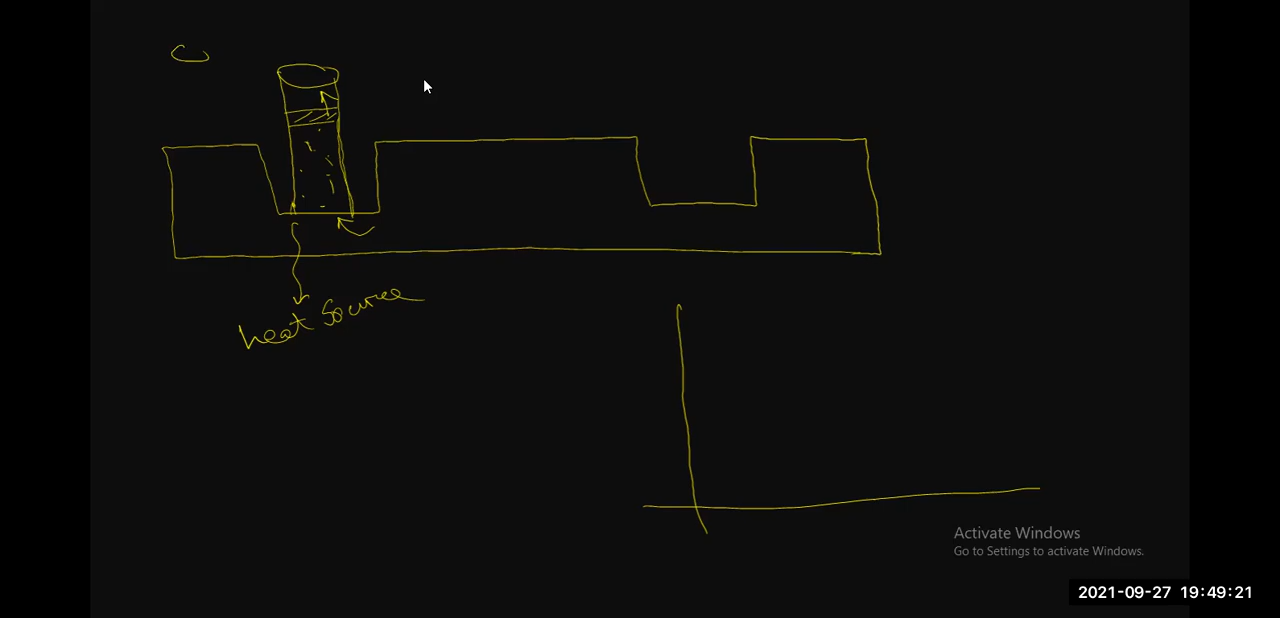 heat source
Activate Windows
Go to Settings to activate Windows.
2021-09-27 19:49:21